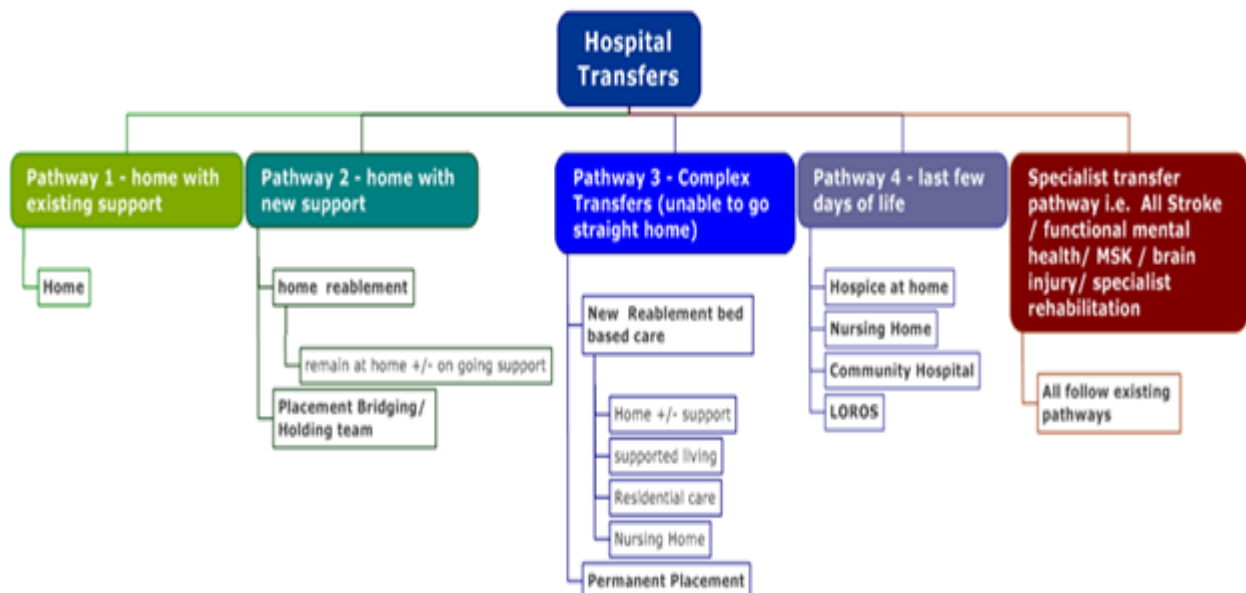 Hospital
Transfers
Pathway 1 - home with
existing support
Home
Pathway 2 - home with
new support
home reablement
remain at home +/- on going support
Placement Bridging/
Holding team
Pathway 3 - Complex
Transfers (unable to go
straight home)
New Reablement bed
based care
Home +/- support
supported living
Residential care
Nursing Home
Permanent Placement
Pathway 4 - last few
days of life
Hospice at home
Nursing Home
Community Hospital
LOROS
Specialist transfer
pathway i.e. All Stroke
/ functional mental
health/ MSK / brain
injury/ specialist
rehabilitation
All follow existing
pathways